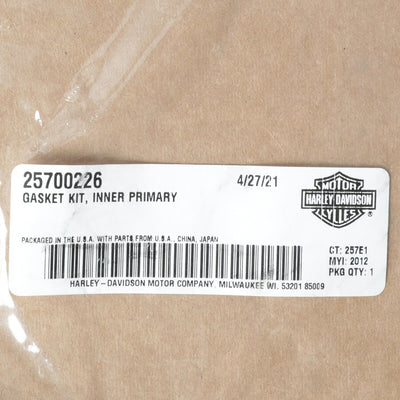 25700226
4/27/21
GASKET KIT, INNER PRIMARY
MOTOR
HARLEY-DAVIDSON
CYCLES
®
PACKAGED IN THE U.S.A. WITH PARTS FROM U.S.A., CHINA, JAPAN
CT: 257E1
MYI: 2012
PKG QTY: 1
HARLEY-DAVIDSON MOTOR COMPANY, MILWAUKEE WI. 53201 85009